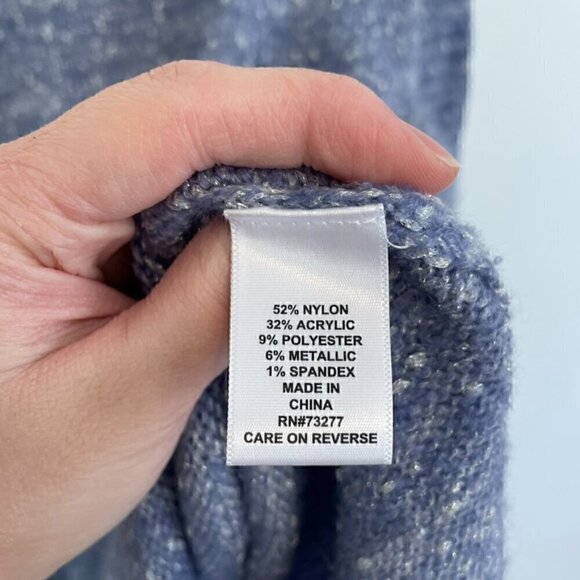 52% NYLON
32% ACRYLIC
9% POLYESTER
6% METALLIC
1% SPANDEX
MADE IN
CHINA
RN#73277
CARE ON REVERSE